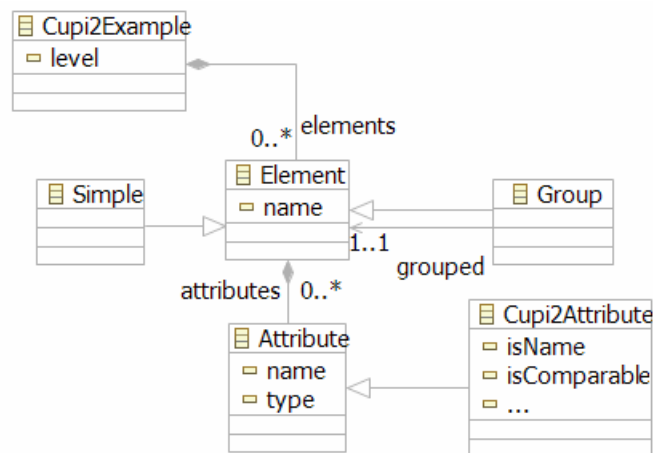 Cupi2Example
level
elements
0..*
Element
name
Simple
Group
1..1
grouped
attributes 0..*
Attribute
name
type
Cupi2Attribute
isName
isComparable
...